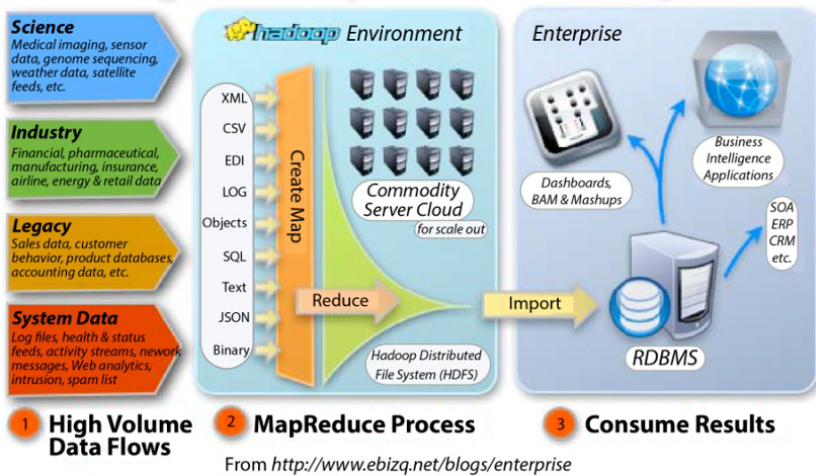 Science
Medical imaging, sensor
data, genome sequencing,
weather data, satellite
feeds, etc.
Industry
Financial, pharmaceutical,
manufacturing, insurance,
airline, energy & retail data
Legacy
Sales data, customer
behavior, product databases,
accounting data, etc.
System Data
Log files, health & status
feeds, activity streams, nework
messages, Web analytics,
intrusion, spam list
1 High Volume
Data Flows
hadoop Environment
XML
CSV
EDI
LOG
Objects
SQL
Text
JSON
Binary
Create Map
Commodity
Server Cloud
for scale out
Reduce
Hadoop Distributed
File System (HDFS)
2 MapReduce Process
Import
Enterprise
Dashboards,
BAM & Mashups
Business
Intelligence
Applications
SOA
ERP
CRM
etc.
RDBMS
3 Consume Results
From http://www.ebizq.net/blogs/enterprise